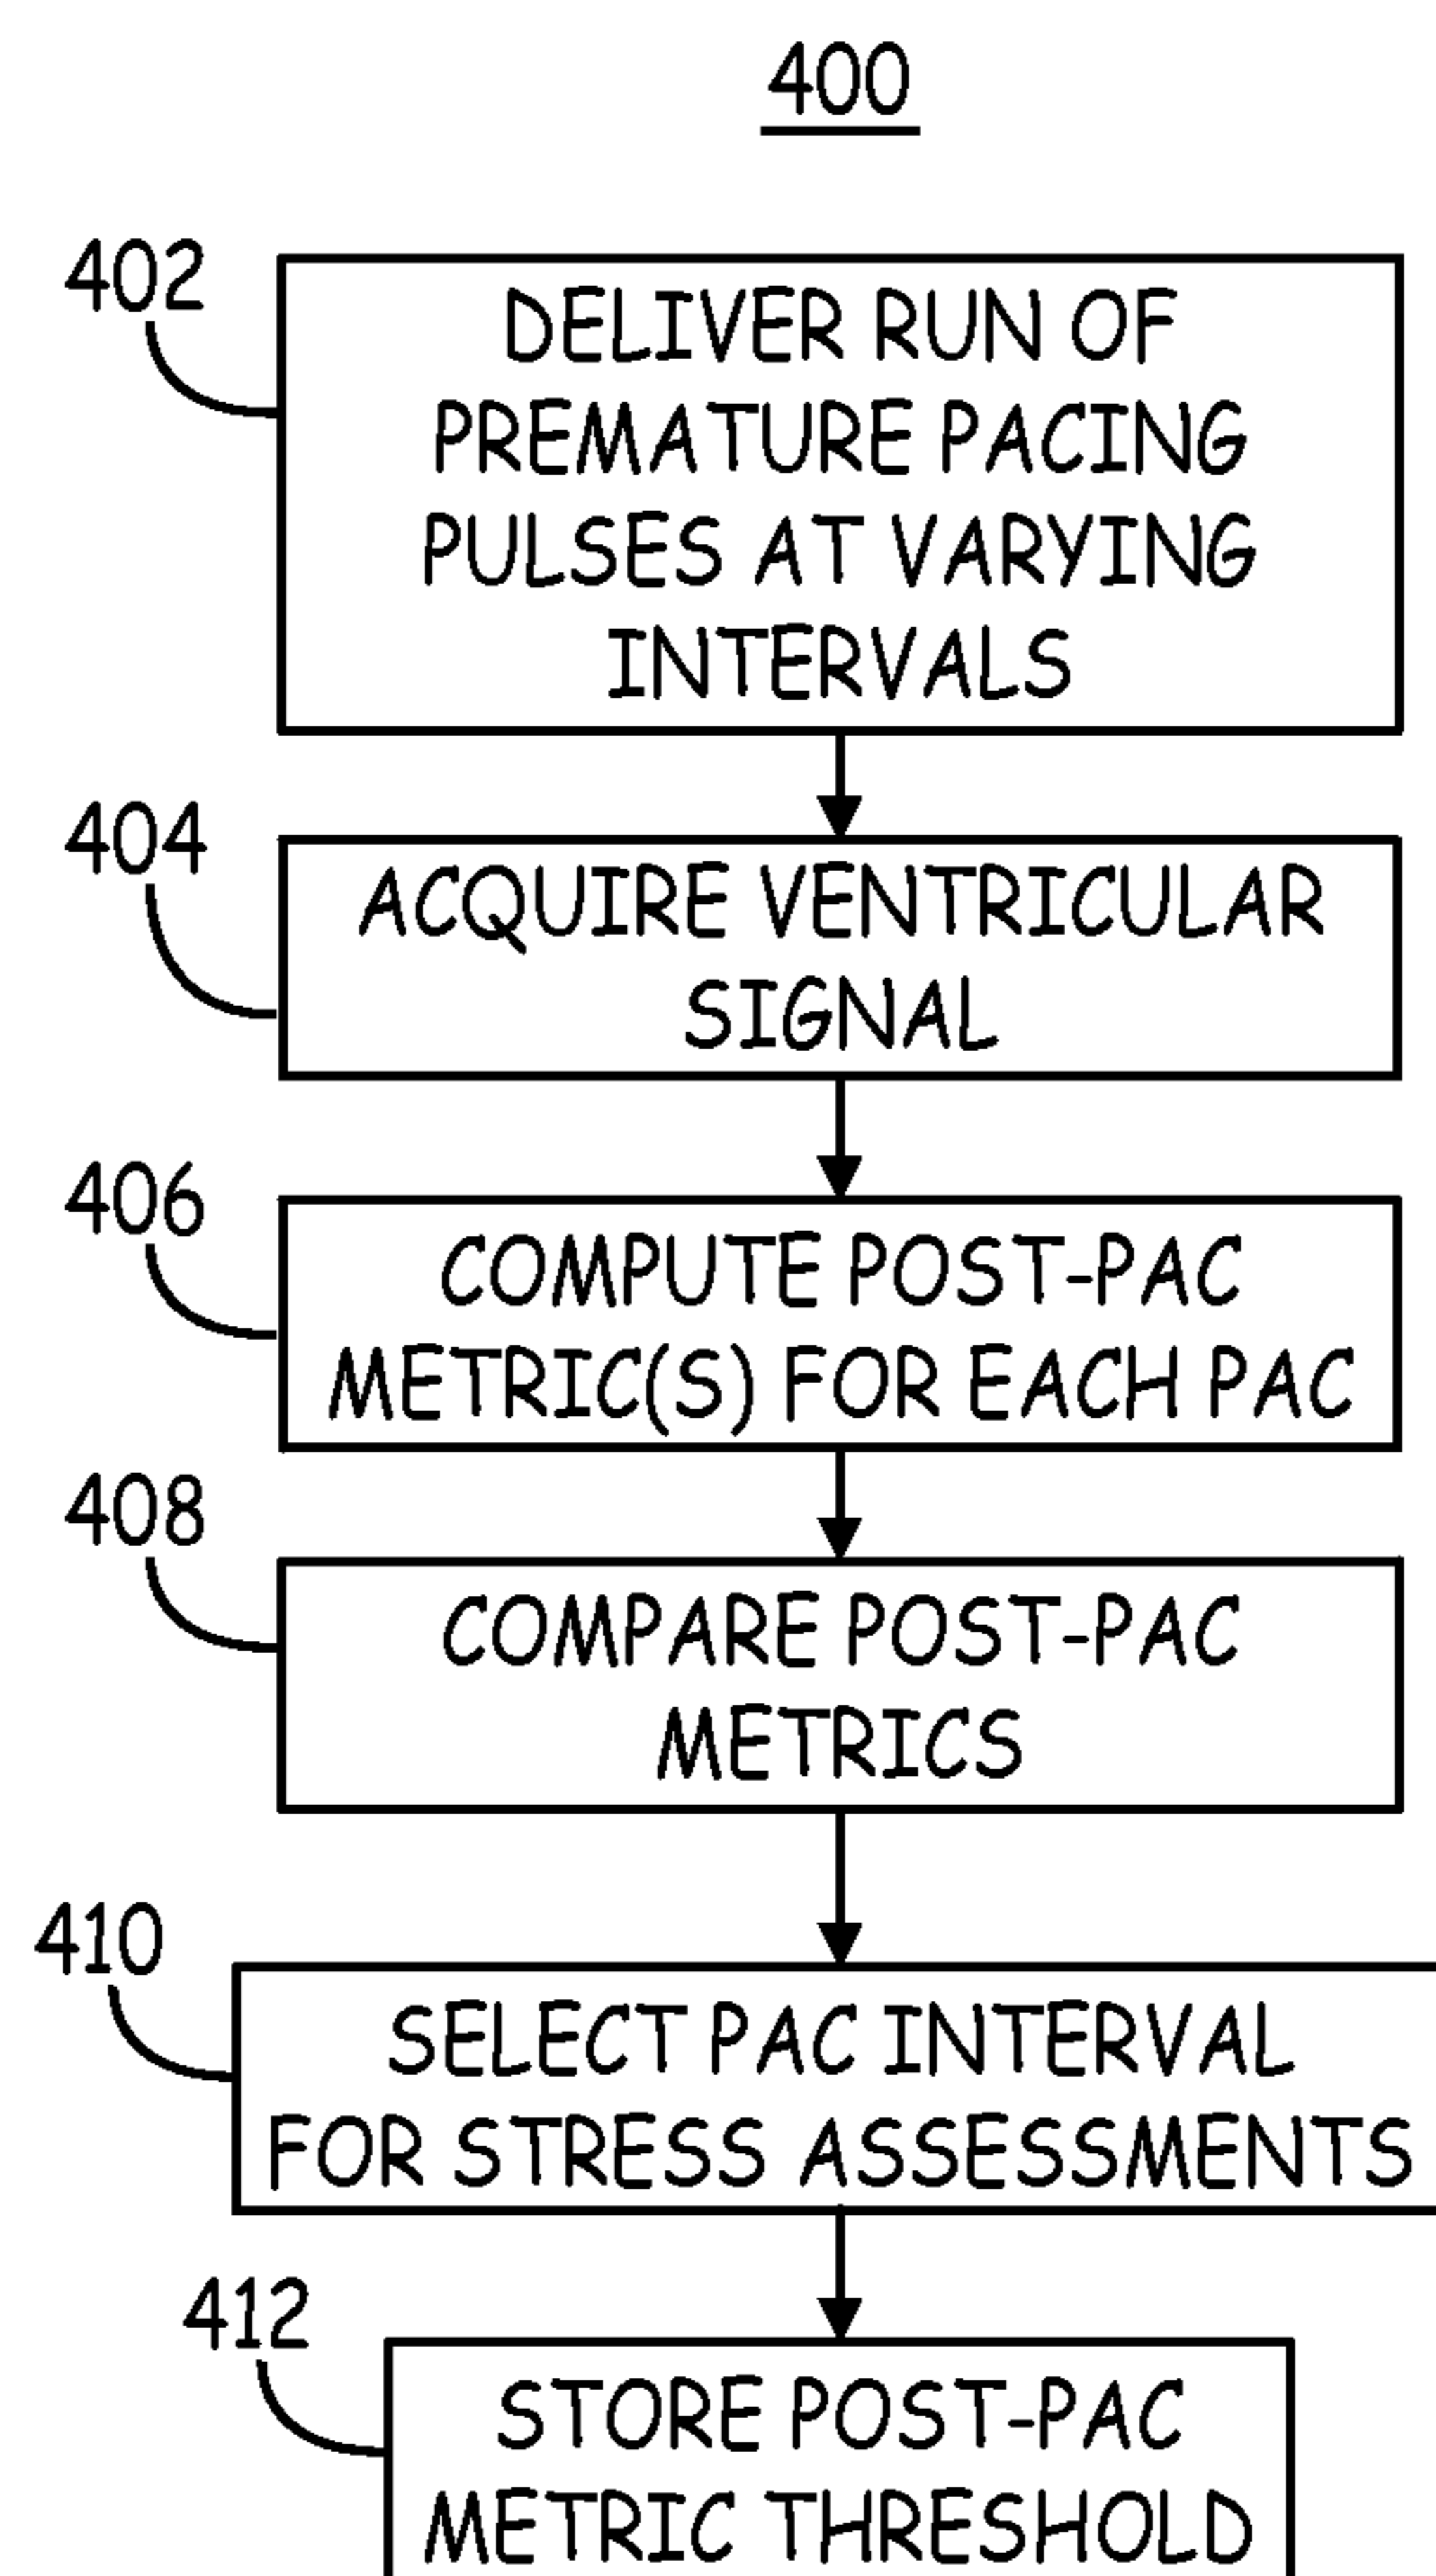 400
402
DELIVER RUN OF
PREMATURE PACING
PULSES AT VARYING
INTERVALS
404
ACQUIRE VENTRICULAR
SIGNAL
406
COMPUTE POST-PAC
METRIC(S) FOR EACH PAC
408
COMPARE POST-PAC
METRICS
410
SELECT PAC INTERVAL
FOR STRESS ASSESSMENTS
412
STORE POST-PAC
METRIC THRESHOLD